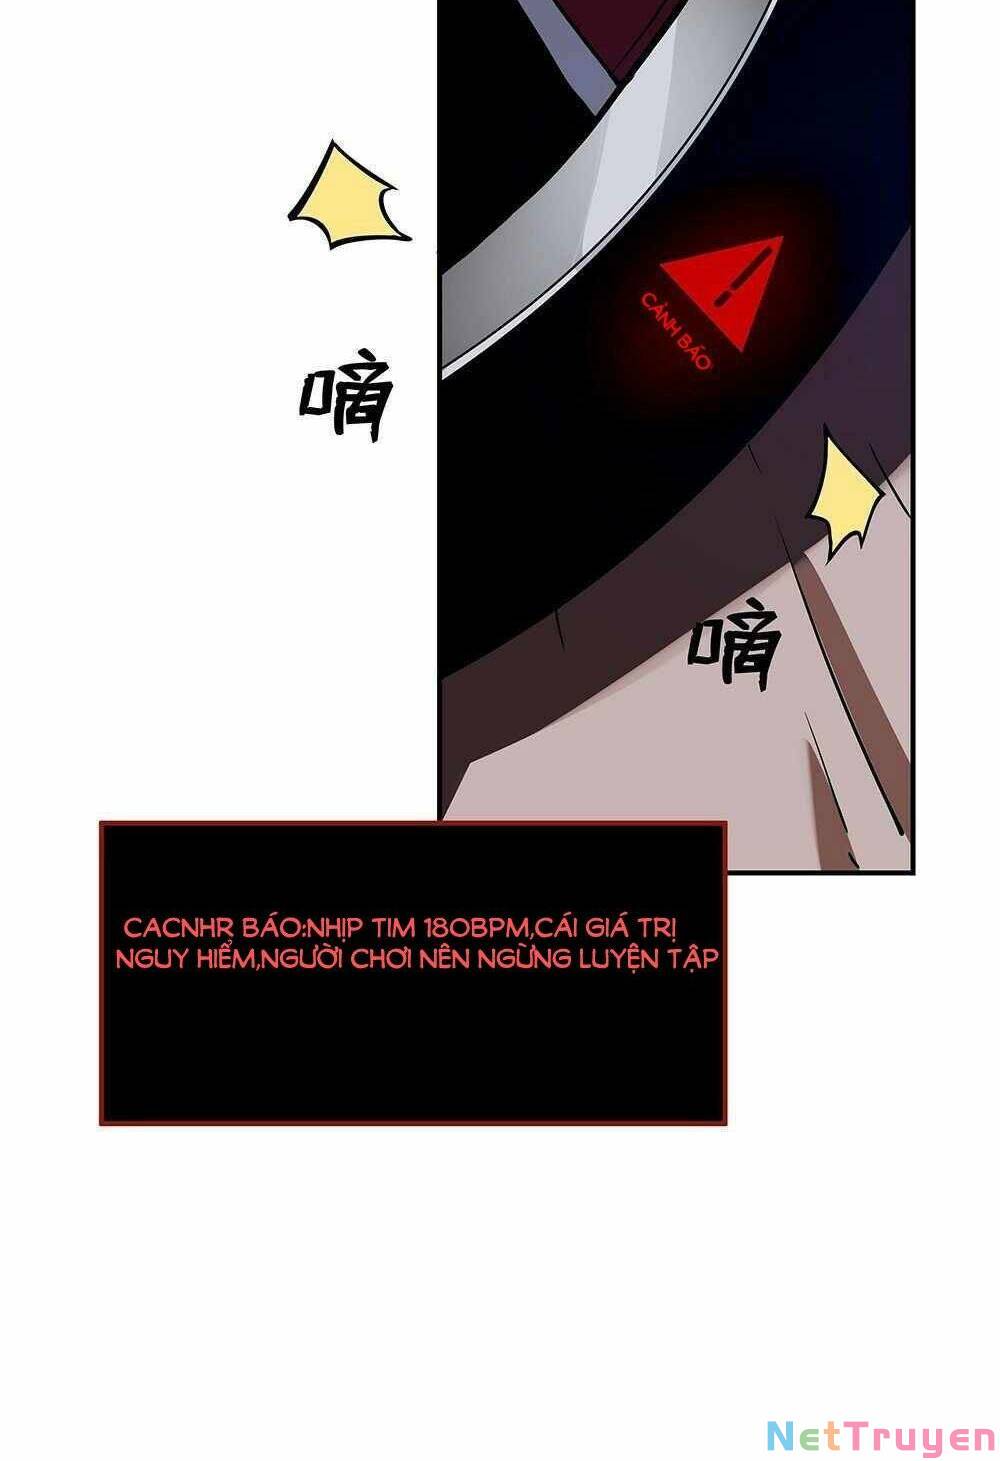 CẢNH BÁO
嘀
嘀
CACNHR BÁO:NHỊP TIM 180BPM,CÁI GIÁ TRỊ
NGUY HIỂM,NGƯỜI CHƠI NÊN NGỪNG LUYỆN TẬP
NetTruyen